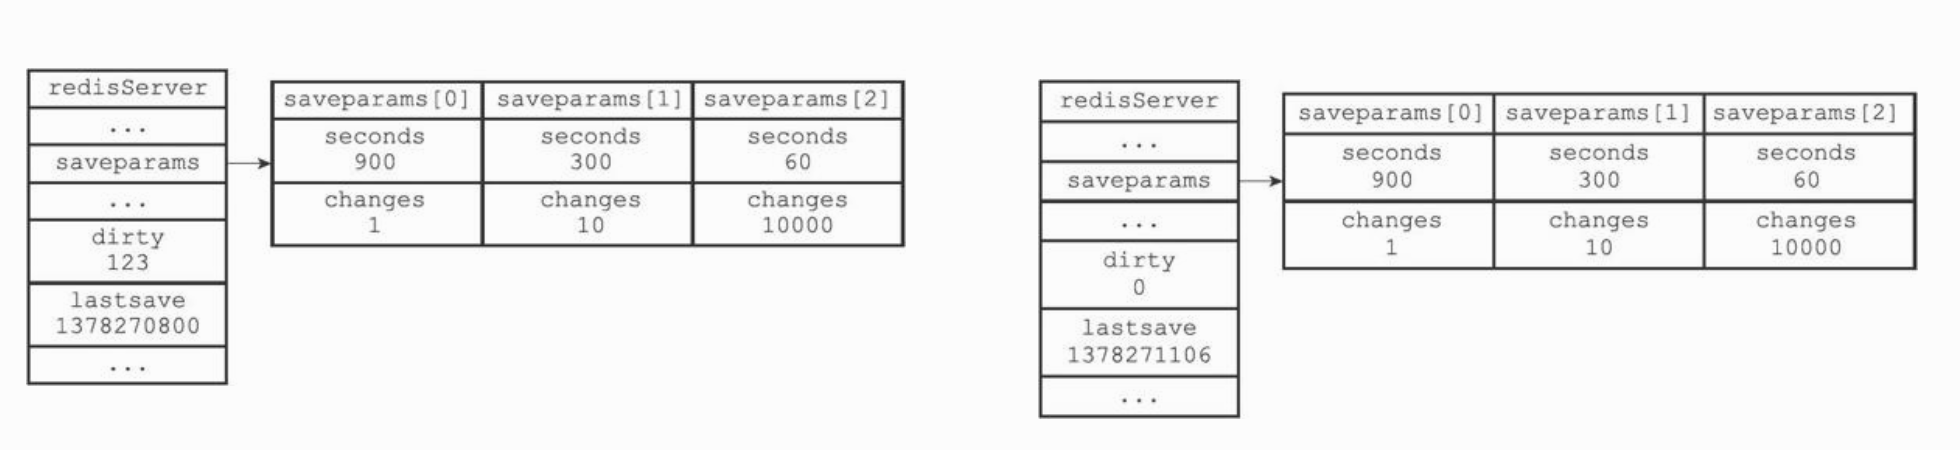 redisServer
...
saveparams
...
dirty
123
lastsave
1378270800
...
saveparams[0] saveparams[1] saveparams[2]
seconds seconds seconds
900 300 60
changes changes changes
1 10 10000
redisServer
...
saveparams
...
dirty
0
lastsave
1378271106
...
saveparams[0] saveparams[1] saveparams[2]
seconds seconds seconds
900 300 60
changes changes changes
1 10 10000